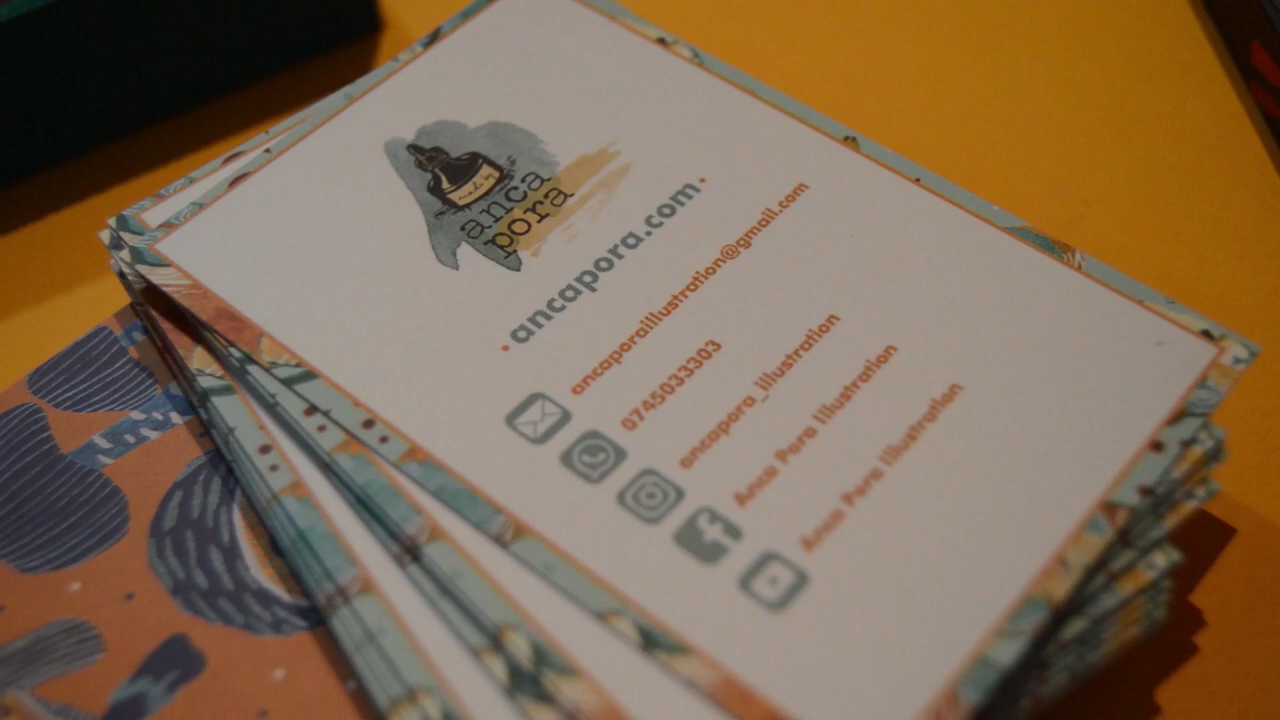 made by
anca
pora
• ancapora.com •
ancaporaillustration@gmail.com
0745033303
ancapora_illustration
Anca Pora Illustration
Anca Pora Illustration